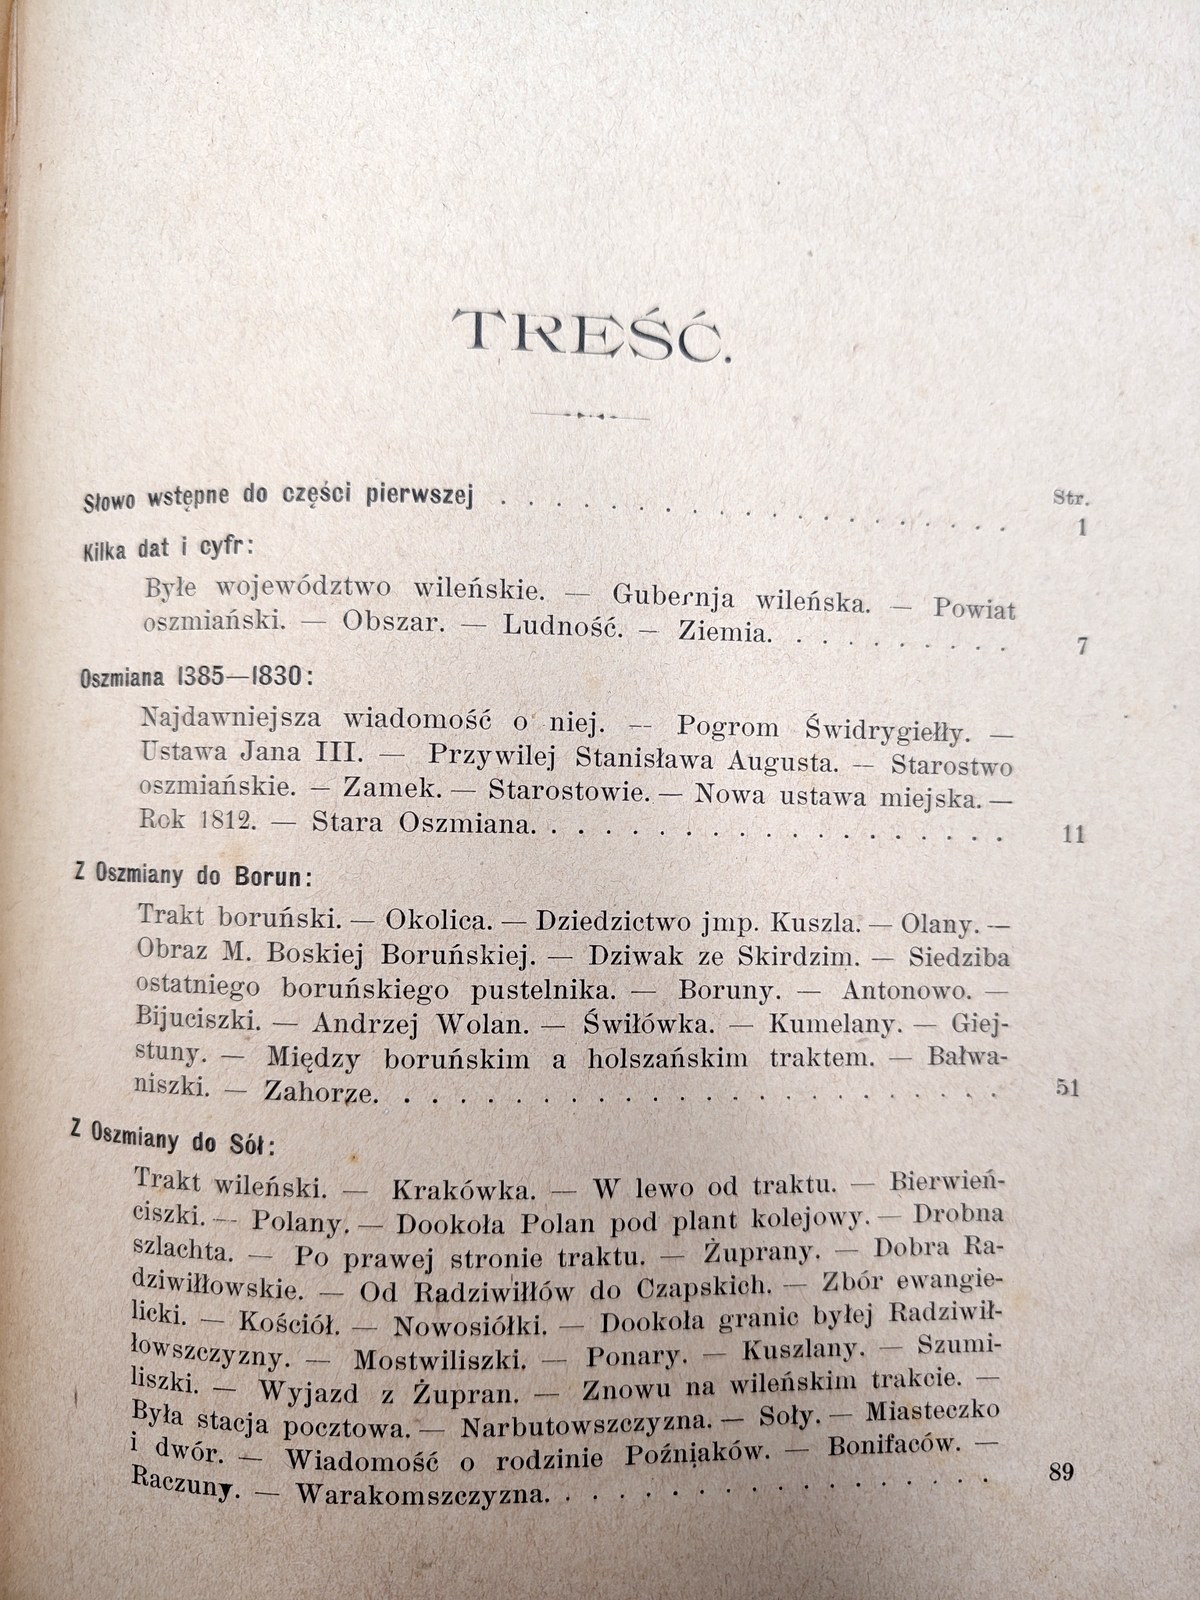 TREŚĆ.
Str.
Słowo wstępne do części pierwszej . . . . . . . . . . . . . . . . . . . 1
Kilka dat i cyfr:
Byłe województwo wileńskie. — Gubernja wileńska. — Powiat
oszmiański. — Obszar. — Ludność. — Ziemia. . . . . . . . . . 7
Oszmiana 1385—1830:
Najdawniejsza wiadomość o niej. — Pogrom Świdrygiełły. —
Ustawa Jana III. — Przywilej Stanisława Augusta. — Starostwo
oszmiańskie. — Zamek. — Starostowie. — Nowa ustawa miejska. —
Rok 1812. — Stara Oszmiana. . . . . . . . . . . . . . . . . . 11
Z Oszmiany do Borun:
Trakt boruński. — Okolica. — Dziedzictwo jmp. Kuszla. — Olany. —
Obraz M. Boskiej Boruńskiej. — Dziwak ze Skirdzim. — Siedziba
ostatniego boruńskiego pustelnika. — Boruny. — Antonowo. —
Bijuciszki. — Andrzej Wolan. — Świłówka. — Kumelany. — Giej-
stuny. — Między boruńskim a holszańskim traktem. — Bałwa-
niszki. — Zahorze. . . . . . . . . . . . . . . . . . . . . . . 51
Z Oszmiany do Sół:
Trakt wileński. — Krakówka. — W lewo od traktu. — Bierwień-
ciszki. — Polany. — Dookoła Polan pod plant kolejowy. — Drobna
szlachta. — Po prawej stronie traktu. — Żuprany. — Dobra Ra-
dziwiłłowskie. — Od Radziwiłłów do Czapskich. — Zbór ewangie-
licki. — Kościół. — Nowosiółki. — Dookoła granic byłej Radziwił-
łowszczyzny. — Mostwiliszki. — Ponary. — Kuszlany. — Szumi-
liszki. — Wyjazd z Żupran. — Znowu na wileńskim trakcie. —
Była stacja pocztowa. — Narbutowszczyzna. — Soły. — Miasteczko
i dwór. — Wiadomość o rodzinie Poźniaków. — Bonifaców. —
Raczuny. — Warakomszczyzna. . . . . . . . . . . . . . . . . 89